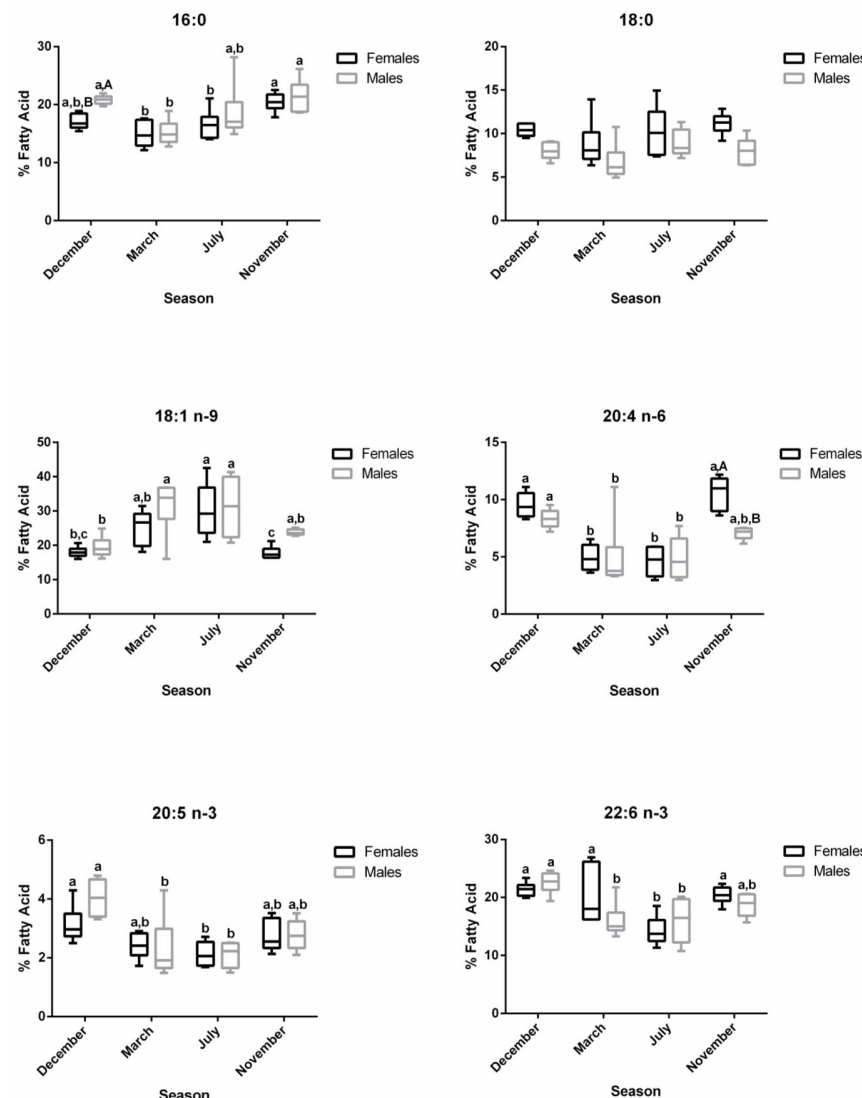 16:0
30
20
10
0
% Fatty Acid
a,b,B
a,A
b
b
b
a,b
a
a
Females
Males
December
March
July
November
Season
18:0
20
15
10
5
0
% Fatty Acid
Females
Males
December
March
July
November
Season
18:1 n-9
50
40
30
20
10
0
% Fatty Acid
b,c
b
a,b
a
a
a
c
a,b
Females
Males
December
March
July
November
Season
20:4 n-6
15
10
5
0
% Fatty Acid
a
a
b
b
b
b
a,A
a,b,B
Females
Males
December
March
July
November
Season
20:5 n-3
6
4
2
0
% Fatty Acid
a
a
a,b
b
b
b
a,b
a,b
Females
Males
December
March
July
November
Season
22:6 n-3
30
20
10
0
% Fatty Acid
a
a
a
b
b
b
a
a,b
Females
Males
December
March
July
November
Season